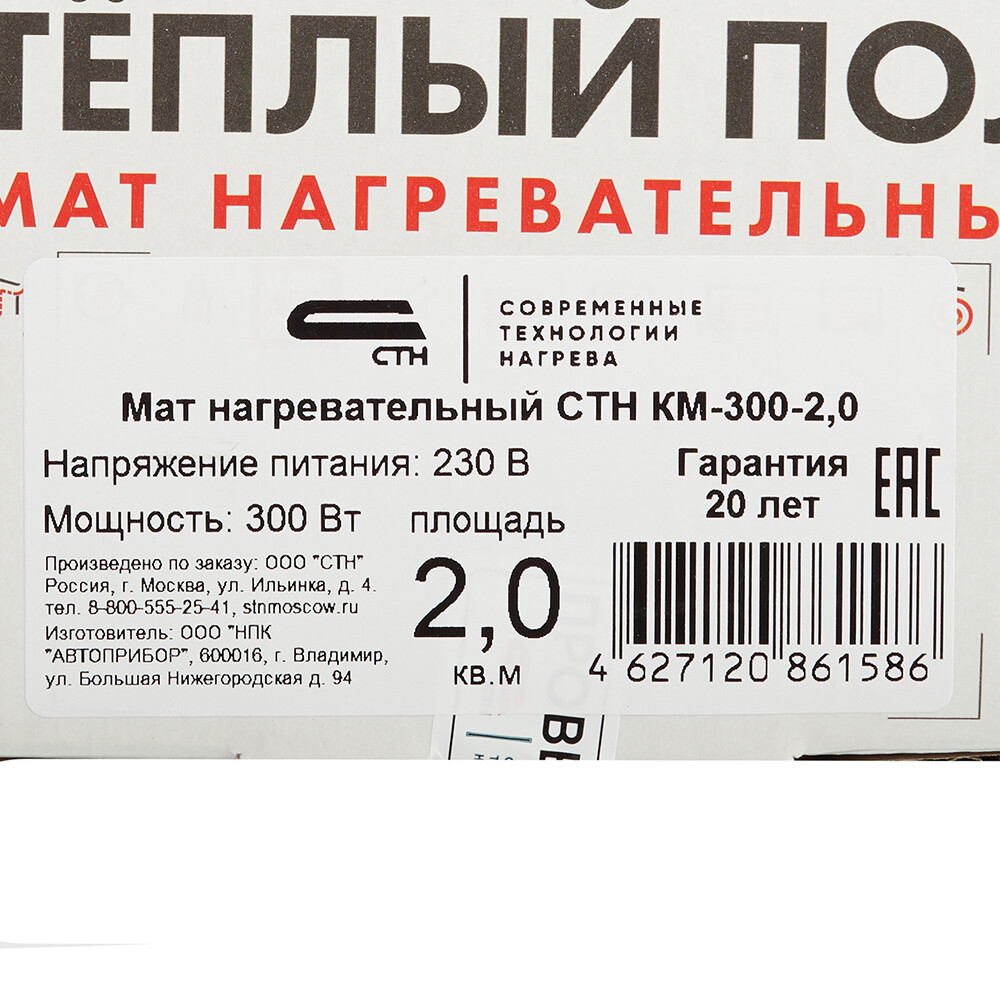 ТЁПЛЫЙ ПОЛ
МАТ НАГРЕВАТЕЛЬНЫ
СТН
СОВРЕМЕННЫЕ
ТЕХНОЛОГИИ
НАГРЕВА
Мат нагревательный СТН КМ-300-2,0
Напряжение питания: 230 В
Мощность: 300 Вт
Гарантия
20 лет
EAC
площадь
2,0
кв.м
Произведено по заказу: ООО "СТН"
Россия, г. Москва, ул. Ильинка, д. 4.
тел. 8-800-555-25-41, stnmoscow.ru
Изготовитель: ООО "НПК
"АВТОПРИБОР", 600016, г. Владимир,
ул. Большая Нижегородская д. 94
4 627120 861586
ПРОВЕ